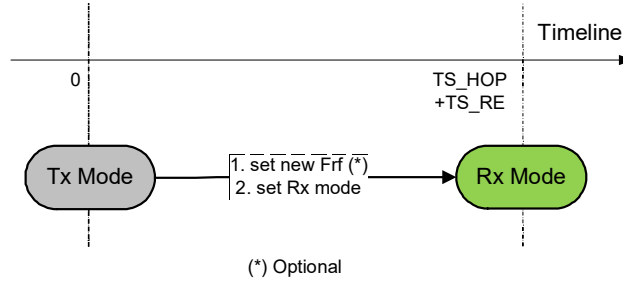 Timeline
0
TS_HOP
+TS_RE
Tx Mode
1. set new Frf (*)
2. set Rx mode
Rx Mode
(*) Optional